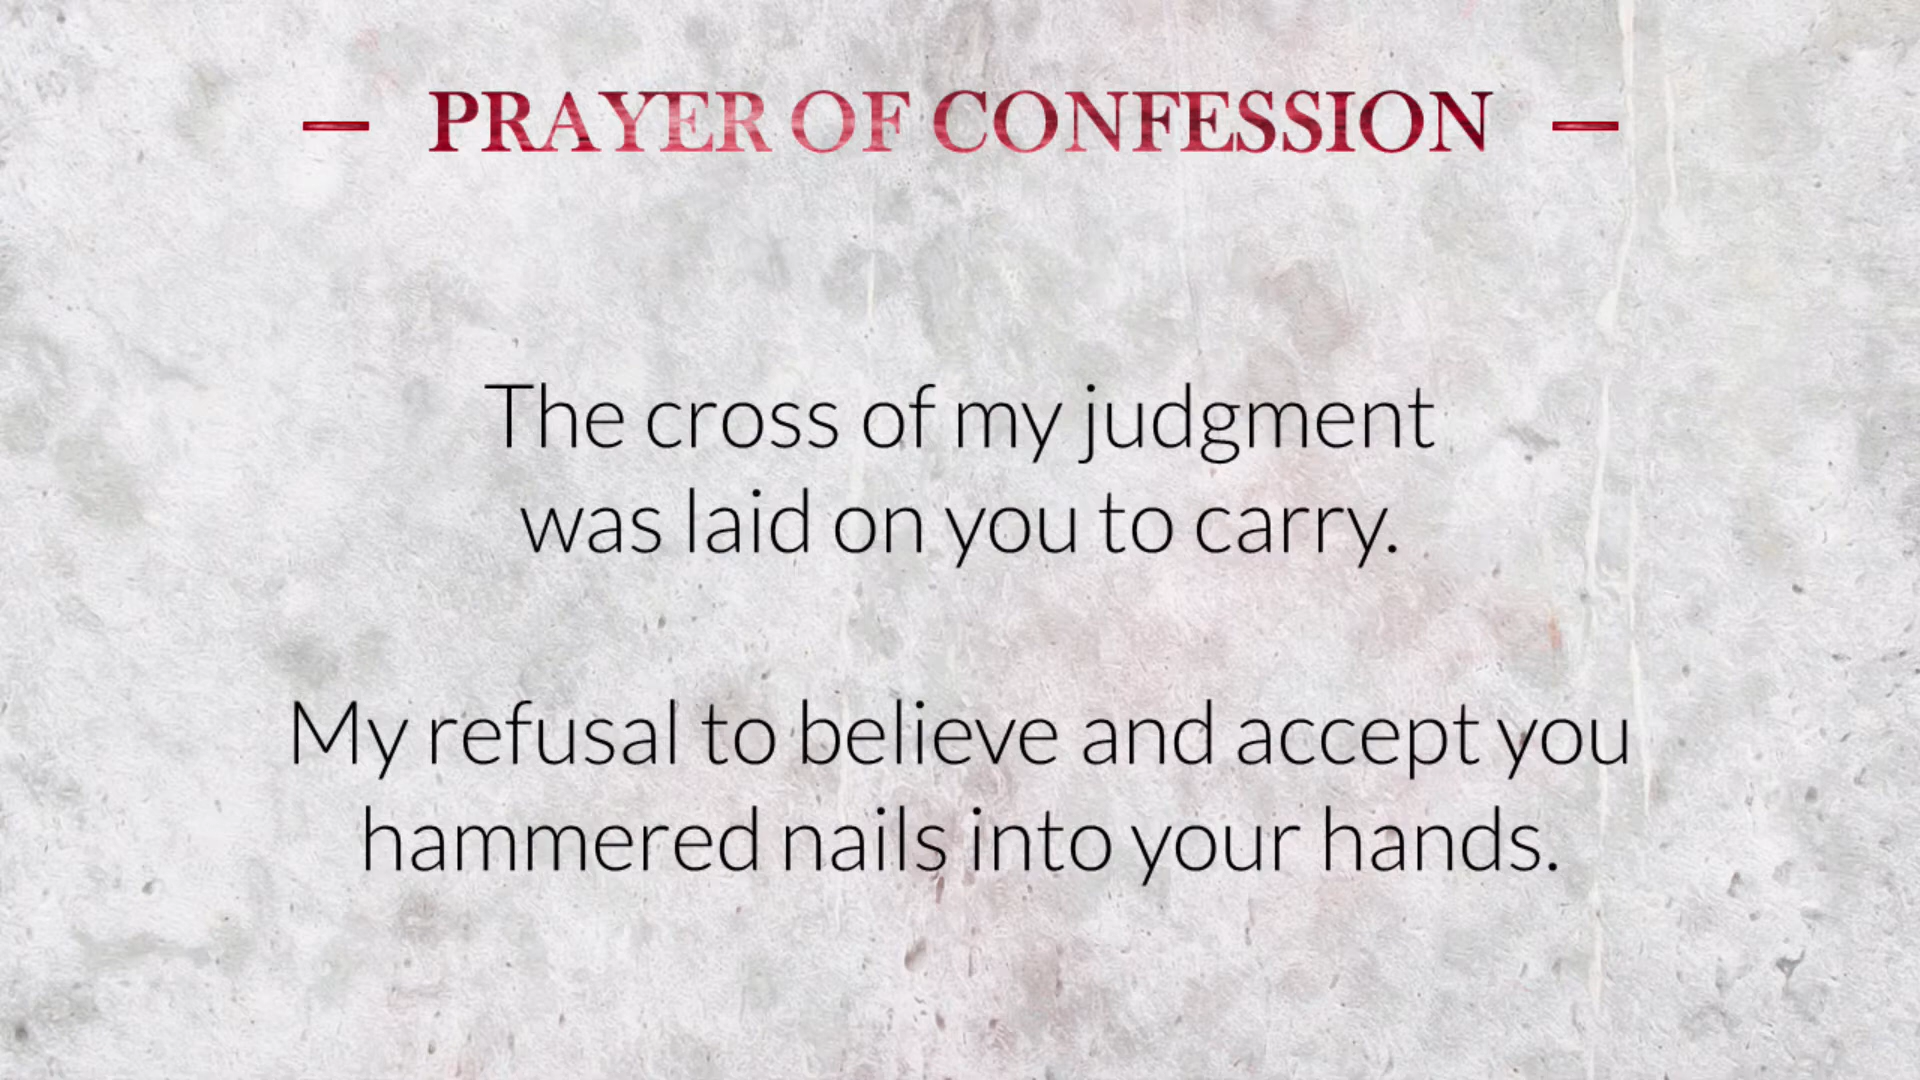 — PRAYER OF CONFESSION —
The cross of my judgment
was laid on you to carry.
My refusal to believe and accept you
hammered nails into your hands.